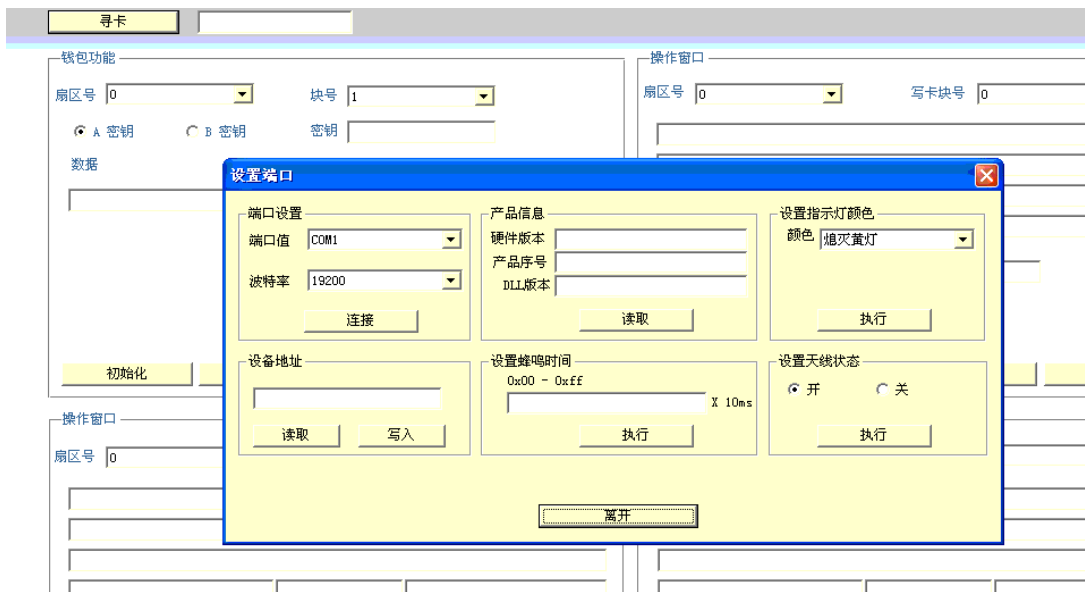 寻卡
钱包功能
操作窗口
扇区号 0
块号 1
扇区号 0
写卡块号 0
A 密钥
B 密钥
密钥
数据
设置端口
端口设置
端口值 COM1
波特率 19200
连接
产品信息
硬件版本
产品序号
DLL版本
读取
设置指示灯颜色
颜色 熄灭黄灯
执行
设备地址
读取 写入
设置蜂鸣时间
0x00 - 0xff
X 10ms
执行
设置天线状态
开 关
执行
离开
初始化
操作窗口
扇区号 0